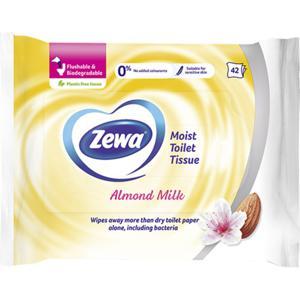 Flushable &
Biodegradable
Plastic-free tissue
0%
No added colourants
Suitable for
sensitive skin
42
Zewa
Moist
Toilet
Tissue
Almond Milk
Wipes away more than dry toilet paper
alone, including bacteria